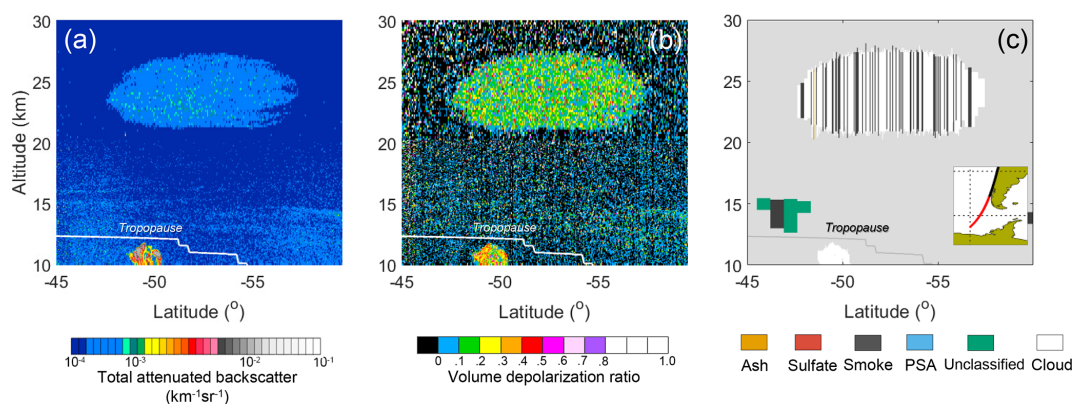 (a)
(b)
(c)
30
25
20
15
10
Altitude (km)
Tropopause
-45
-50
-55
Latitude (o)
30
25
20
15
10
Tropopause
-45
-50
-55
Latitude (o)
30
25
20
15
10
Tropopause
-45
-50
-55
Latitude (o)
10-4
10-3
10-2
10-1
Total attenuated backscatter
(km-1sr-1)
0 .1 .2 .3 .4 .5 .6 .7 .8 1.0
Volume depolarization ratio
Ash Sulfate Smoke PSA Unclassified Cloud